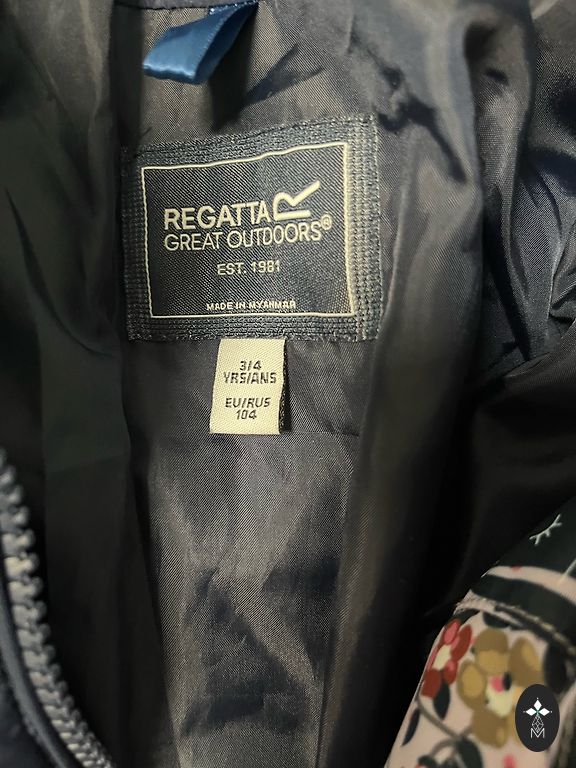 REGATTA
GREAT OUTDOORS®
EST. 1981
MADE IN MYANMAR
3/4
YRS/ANS
EU/RUS
104